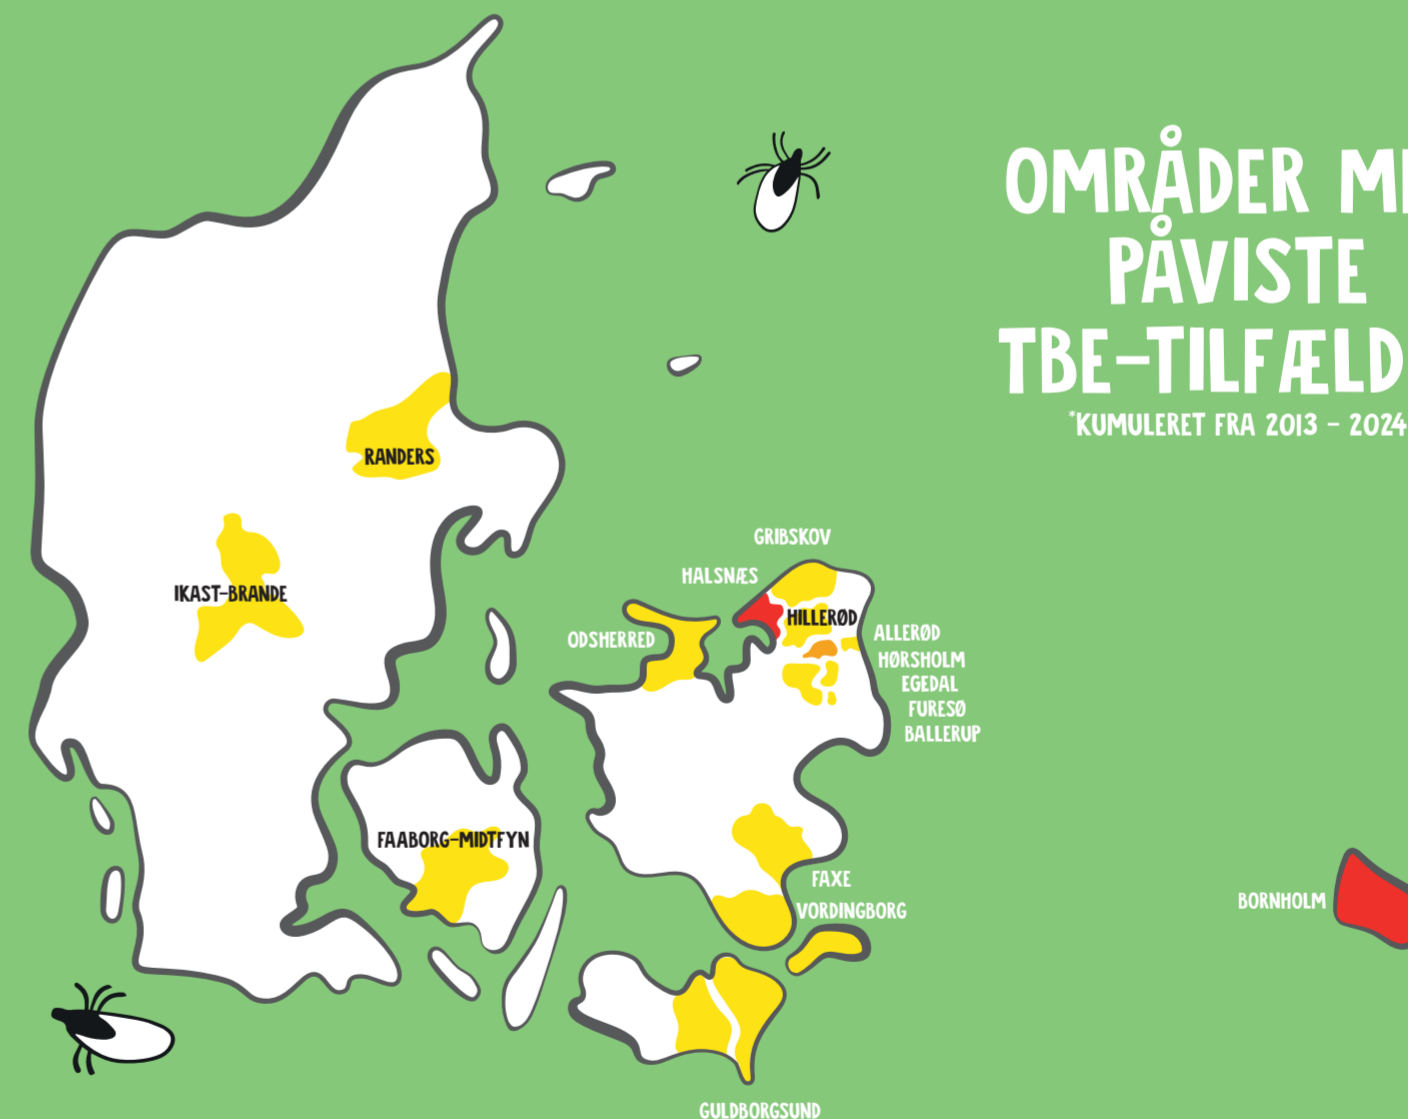 OMRÅDER M
PÅVISTE
TBE-TILFÆLD
*KUMULERET FRA 2013 - 2024
RANDERS
IKAST-BRANDE
GRIBSKOV
HALSNÆS
HILLERØD
ODSHERRED
ALLERØD
HØRSHOLM
EGEDAL
FURESØ
BALLERUP
FAABORG-MIDTFYN
FAXE
VORDINGBORG
BORNHOLM
GULDBORGSUND